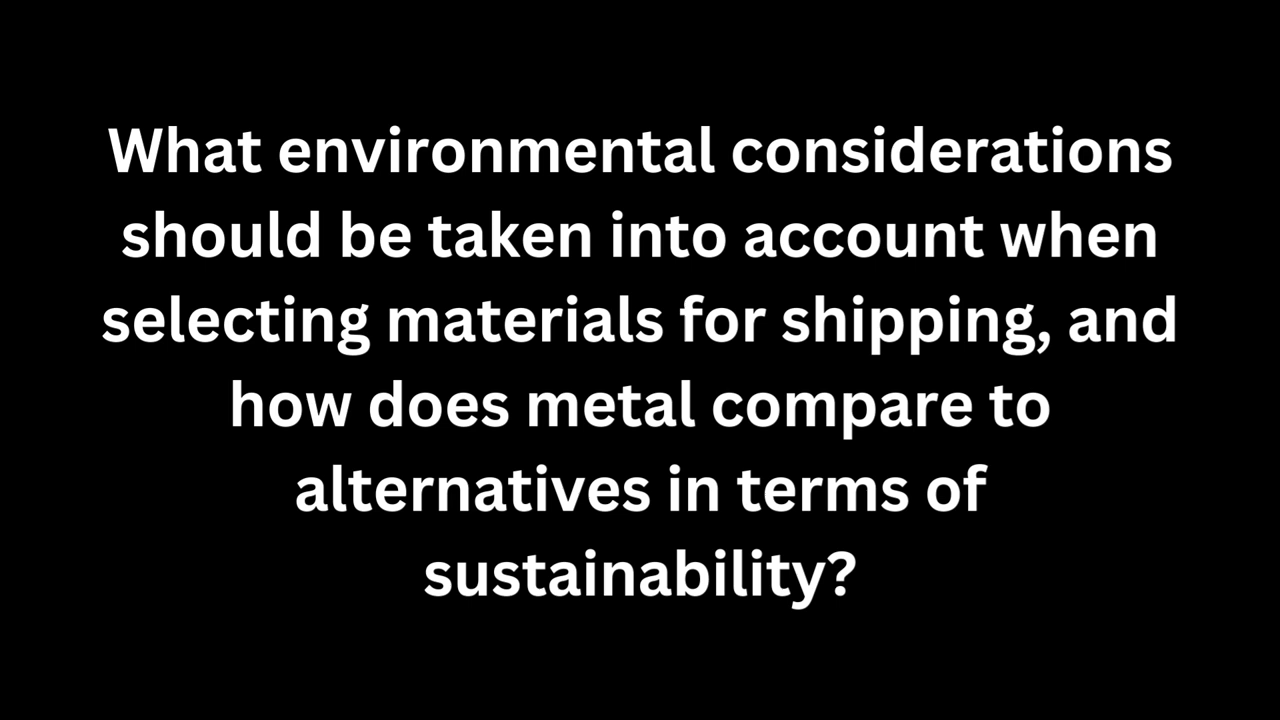 What environmental considerations
should be taken into account when
selecting materials for shipping, and
how does metal compare to
alternatives in terms of
sustainability?